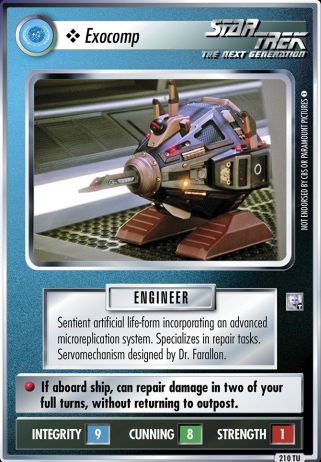 ❖ Exocomp
STAR TREK
THE NEXT GENERATION
NOT ENDORSED BY CBS OR PARAMOUNT PICTURES
ENGINEER
Sentient artificial life-form incorporating an advanced
microreplication system. Specializes in repair tasks.
Servomechanism designed by Dr. Farallon.
If aboard ship, can repair damage in two of your
full turns, without returning to outpost.
INTEGRITY 9 CUNNING 8 STRENGTH 1
210 TU